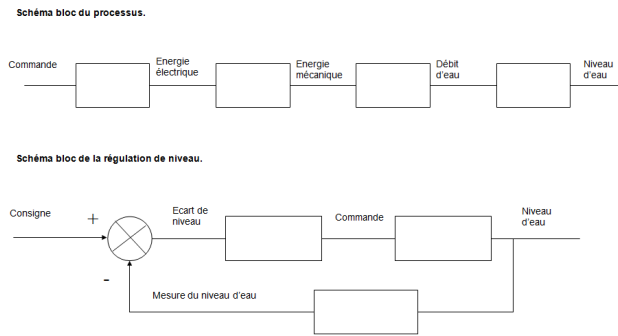 Schéma bloc du processus.
Commande
Energie
électrique
Energie
mécanique
Débit
d'eau
Niveau
d'eau
Schéma bloc de la régulation de niveau.
Consigne
+
Ecart de
niveau
Commande
Niveau
d'eau
-
Mesure du niveau d'eau